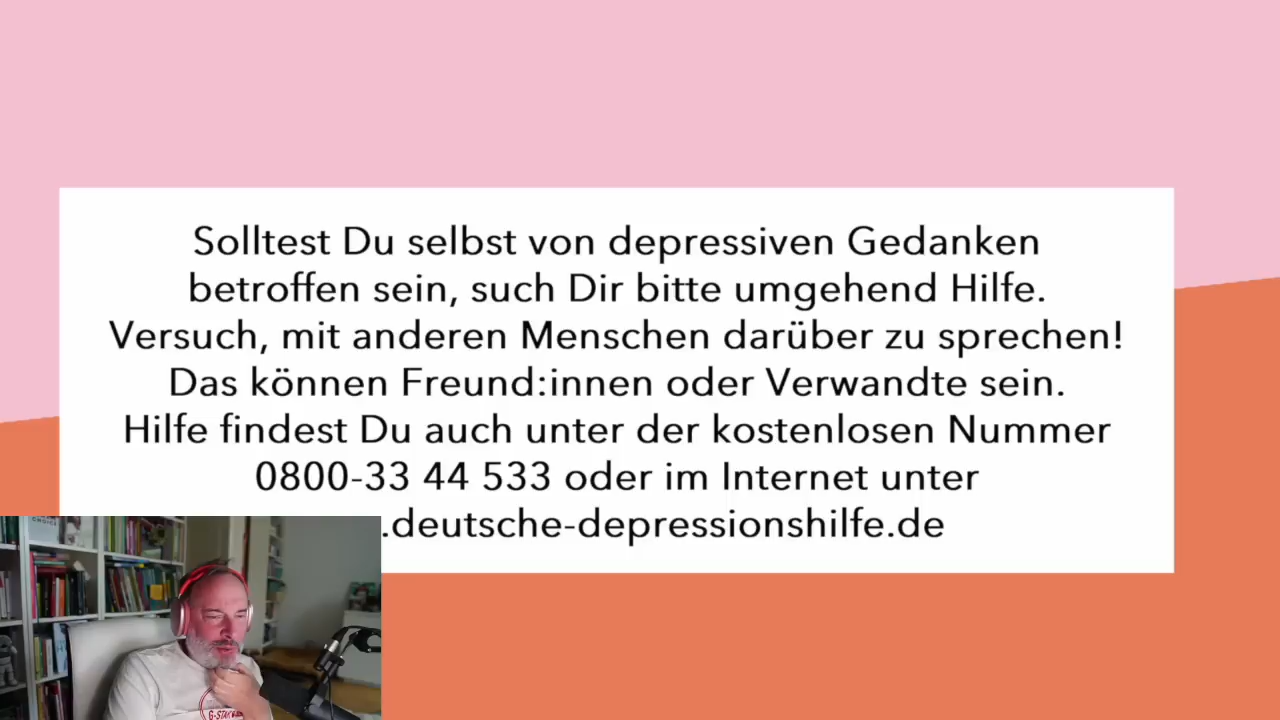 Solltest Du selbst von depressiven Gedanken
betroffen sein, such Dir bitte umgehend Hilfe.
Versuch, mit anderen Menschen darüber zu sprechen!
Das können Freund:innen oder Verwandte sein.
Hilfe findest Du auch unter der kostenlosen Nummer
0800-33 44 533 oder im Internet unter
.deutsche-depressionshilfe.de